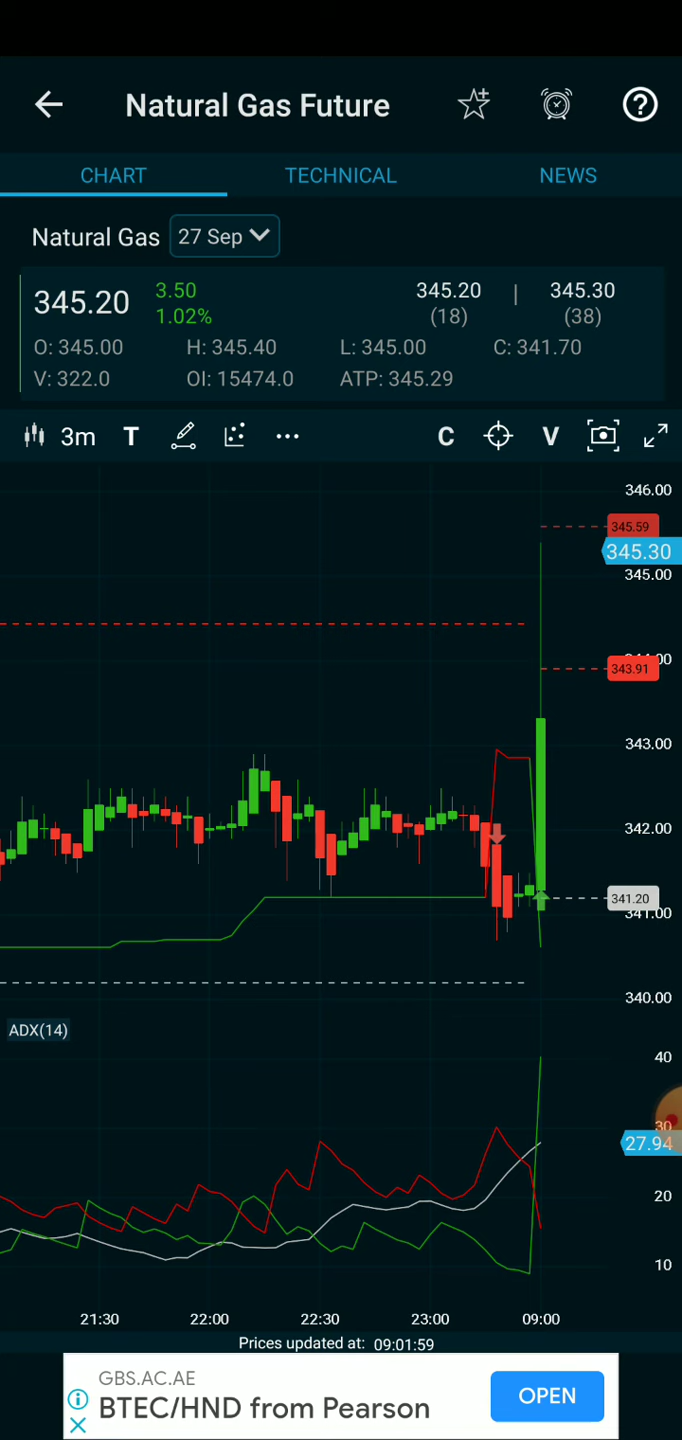 Natural Gas Future
CHART TECHNICAL NEWS
Natural Gas 27 Sep
345.20 3.50 1.02% 345.20 (18) | 345.30 (38)
O: 345.00 H: 345.40 L: 345.00 C: 341.70
V: 322.0 OI: 15474.0 ATP: 345.29
3m T C V
346.00
345.59
345.30
345.00
343.91
343.00
342.00
341.20
341.00
340.00
ADX(14)
40
30
27.94
20
10
21:30 22:00 22:30 23:00 09:00
Prices updated at: 09:01:59
GBS.AC.AE
BTEC/HND from Pearson
OPEN